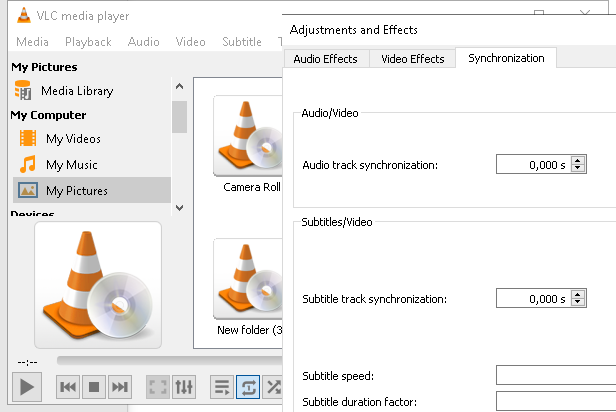 VLC media player
Media Playback Audio Video Subtitle
My Pictures
Media Library
My Computer
My Videos
My Music
My Pictures
Devices
Camera Roll
New folder (3
--:--
Adjustments and Effects
Audio Effects Video Effects Synchronization
Audio/Video
Audio track synchronization: 0,000 s
Subtitles/Video
Subtitle track synchronization: 0,000 s
Subtitle speed:
Subtitle duration factor: